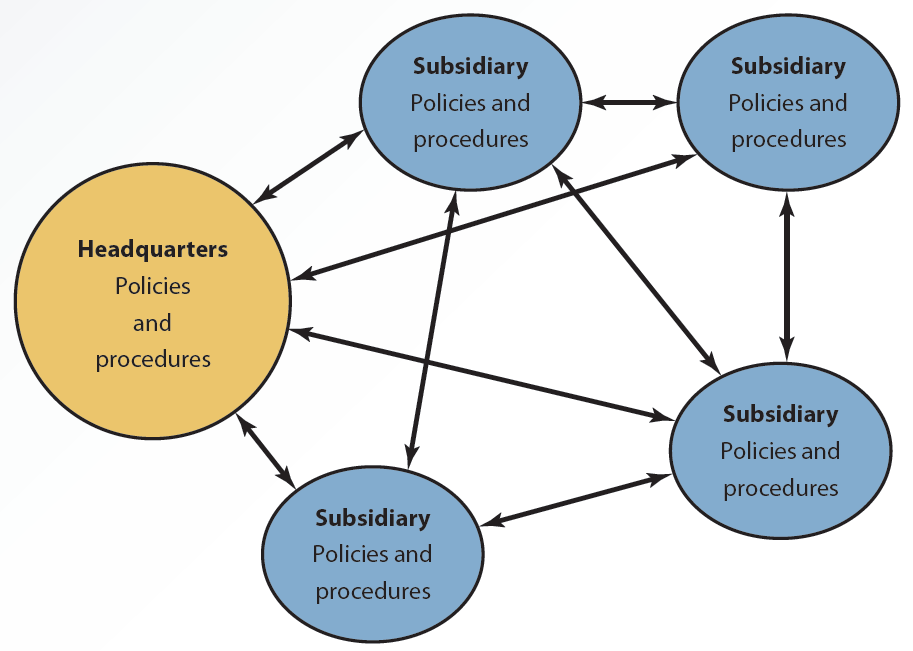 Subsidiary
Policies and
procedures
Subsidiary
Policies and
procedures
Headquarters
Policies
and
procedures
Subsidiary
Policies and
procedures
Subsidiary
Policies and
procedures